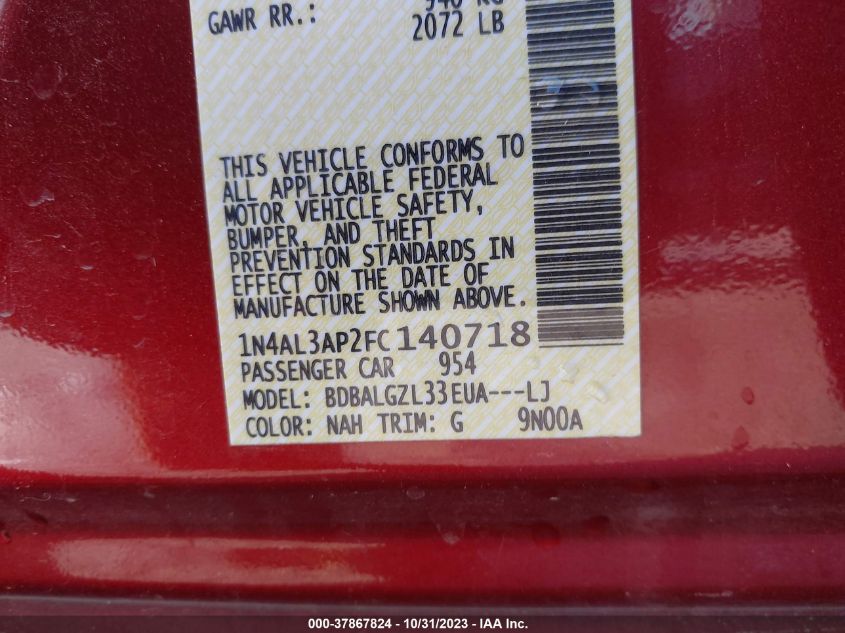 GAWR RR.: 940 KG
2072 LB
THIS VEHICLE CONFORMS TO
ALL APPLICABLE FEDERAL
MOTOR VEHICLE SAFETY,
BUMPER, AND THEFT
PREVENTION STANDARDS IN
EFFECT ON THE DATE OF
MANUFACTURE SHOWN ABOVE.
1N4AL3AP2FC140718
PASSENGER CAR 954
MODEL: BDBALGZL33EUA---LJ
COLOR: NAH TRIM: G 9N00A
000-37867824 / 10/31/2023 / IAA Inc.